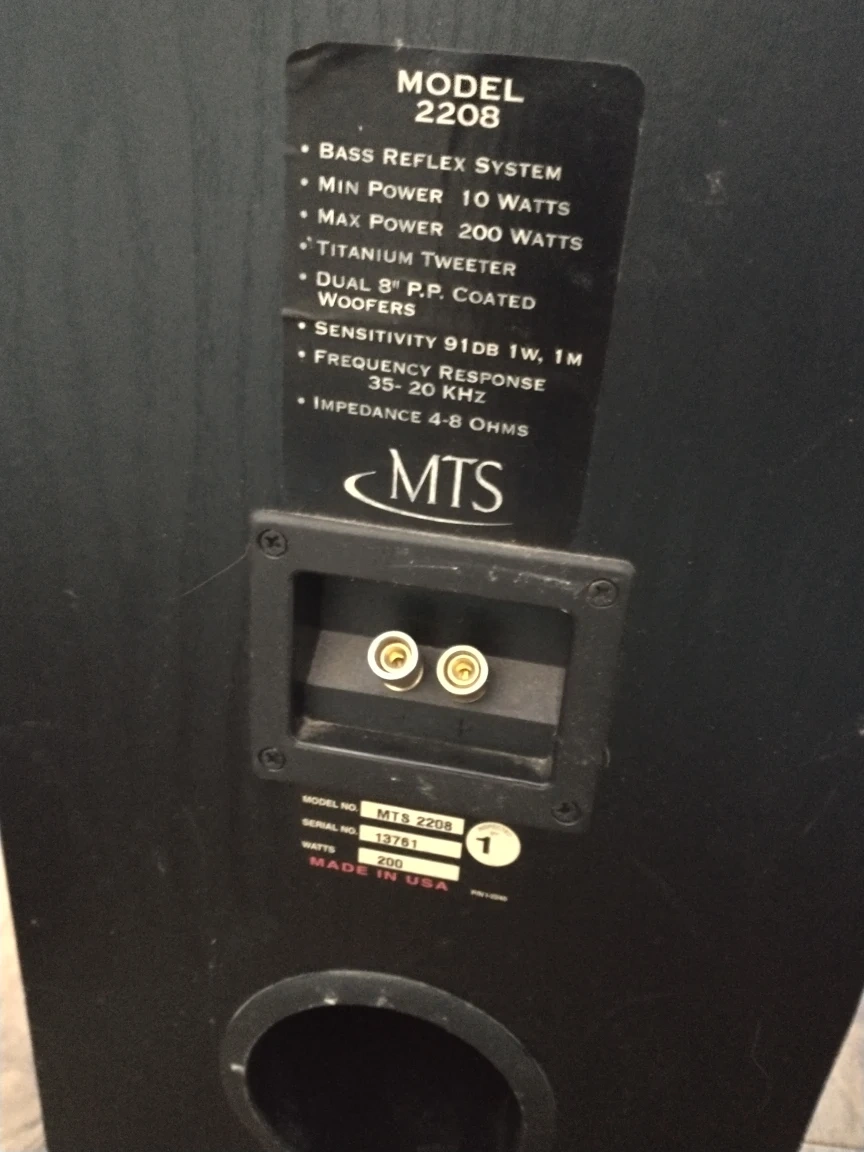 MODEL
2208
• BASS REFLEX SYSTEM
• MIN POWER 10 WATTS
• MAX POWER 200 WATTS
• TITANIUM TWEETER
• DUAL 8" P.P. COATED
WOOFERS
• SENSITIVITY 91DB 1W, 1M
• FREQUENCY RESPONSE
35- 20 KHZ
• IMPEDANCE 4-8 OHMS
MTS
- +
MODEL NO. MTS 2208
SERIAL NO. 13761
1
WATTS 200
MADE IN USA